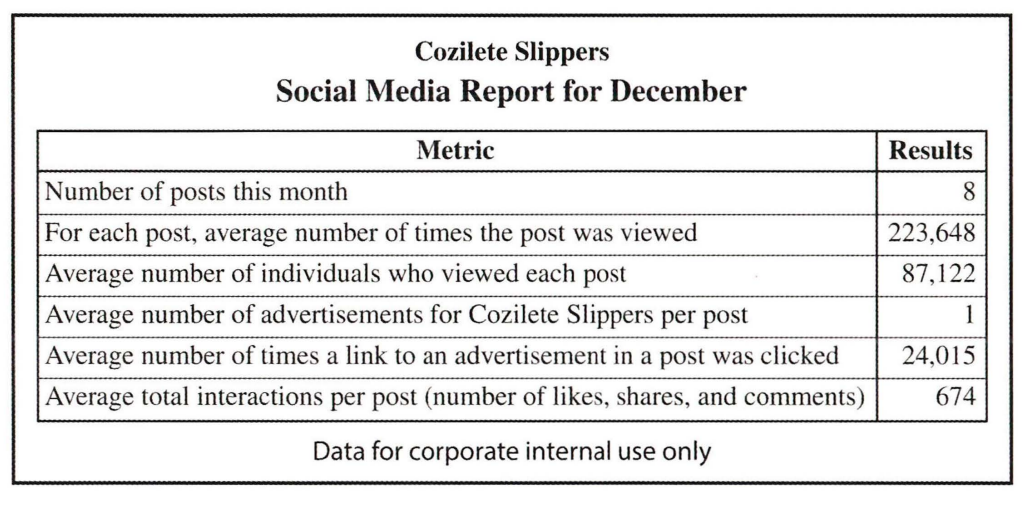 Cozilete Slippers
Social Media Report for December
Metric Results
Number of posts this month 8
For each post, average number of times the post was viewed 223,648
Average number of individuals who viewed each post 87,122
Average number of advertisements for Cozilete Slippers per post 1
Average number of times a link to an advertisement in a post was clicked 24,015
Average total interactions per post (number of likes, shares, and comments) 674
Data for corporate internal use only